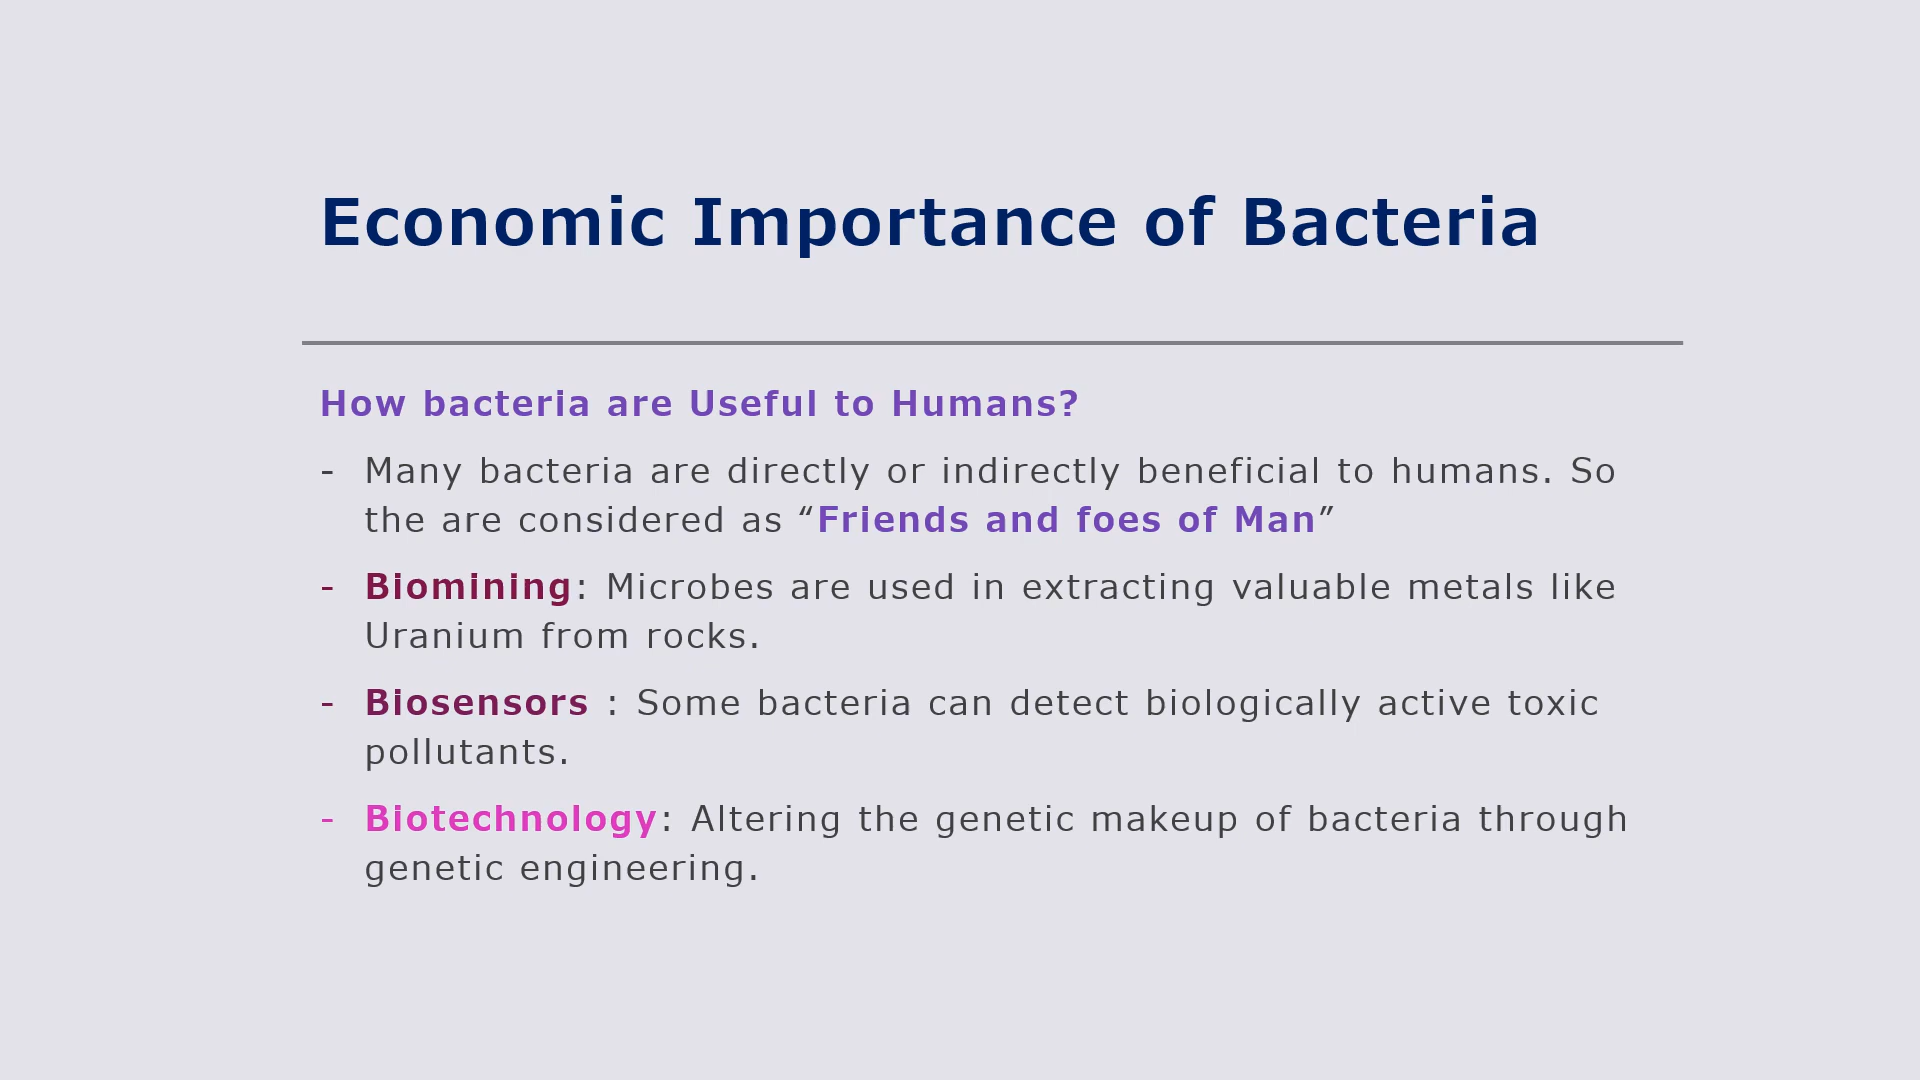 Economic Importance of Bacteria
How bacteria are Useful to Humans?
- Many bacteria are directly or indirectly beneficial to humans. So
the are considered as “Friends and foes of Man”
- Biomining: Microbes are used in extracting valuable metals like
Uranium from rocks.
- Biosensors : Some bacteria can detect biologically active toxic
pollutants.
- Biotechnology: Altering the genetic makeup of bacteria through
genetic engineering.